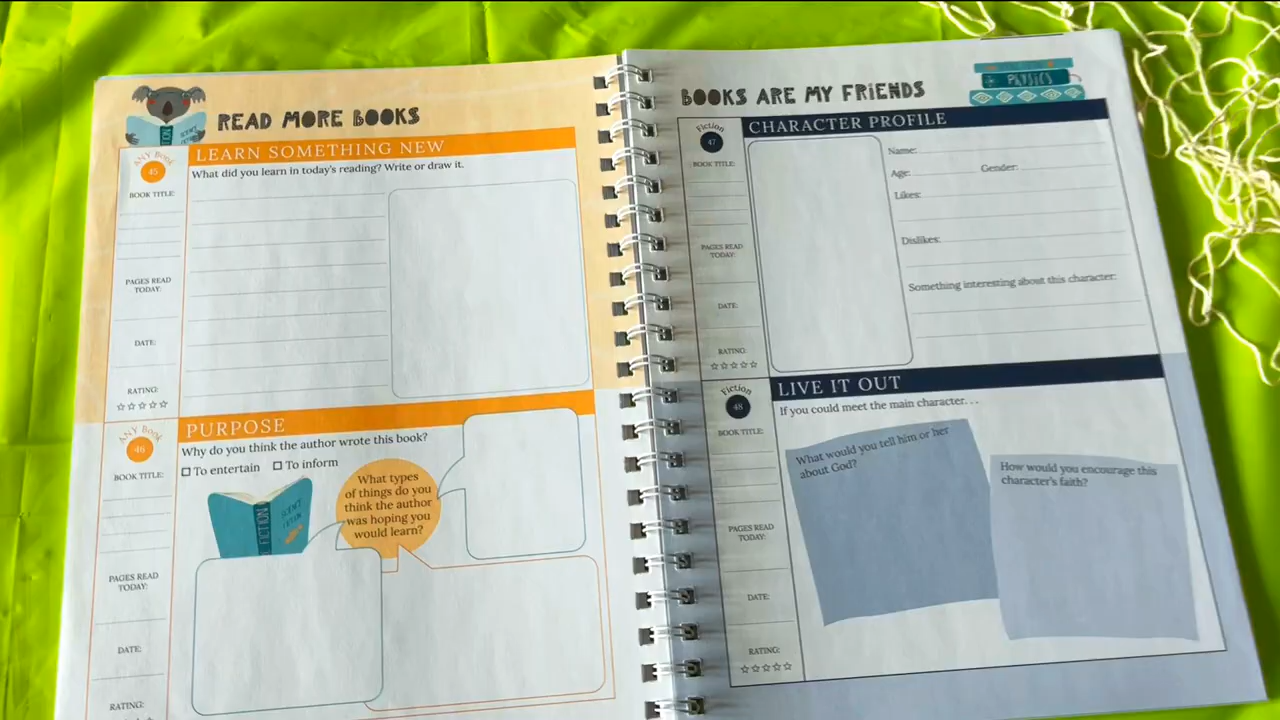 READ MORE BOOKS
ANY Book
45
BOOK TITLE:
PAGES READ
TODAY:
DATE:
RATING:
LEARN SOMETHING NEW
What did you learn in today's reading? Write or draw it.
ANY Book
46
BOOK TITLE:
PAGES READ
TODAY:
DATE:
RATING:
PURPOSE
Why do you think the author wrote this book?
To entertain To inform
What types
of things do you
think the author
was hoping you
would learn?
FICTION
SCIENCE
FICTION
BOOKS ARE MY FRIENDS
PHYSICS
Fiction
47
BOOK TITLE:
PAGES READ
TODAY:
DATE:
RATING:
CHARACTER PROFILE
Name:
Age: Gender:
Likes:
Dislikes:
Something interesting about this character:
Fiction
48
BOOK TITLE:
PAGES READ
TODAY:
DATE:
RATING:
LIVE IT OUT
If you could meet the main character. . .
What would you tell him or her
about God?
How would you encourage this
character's faith?